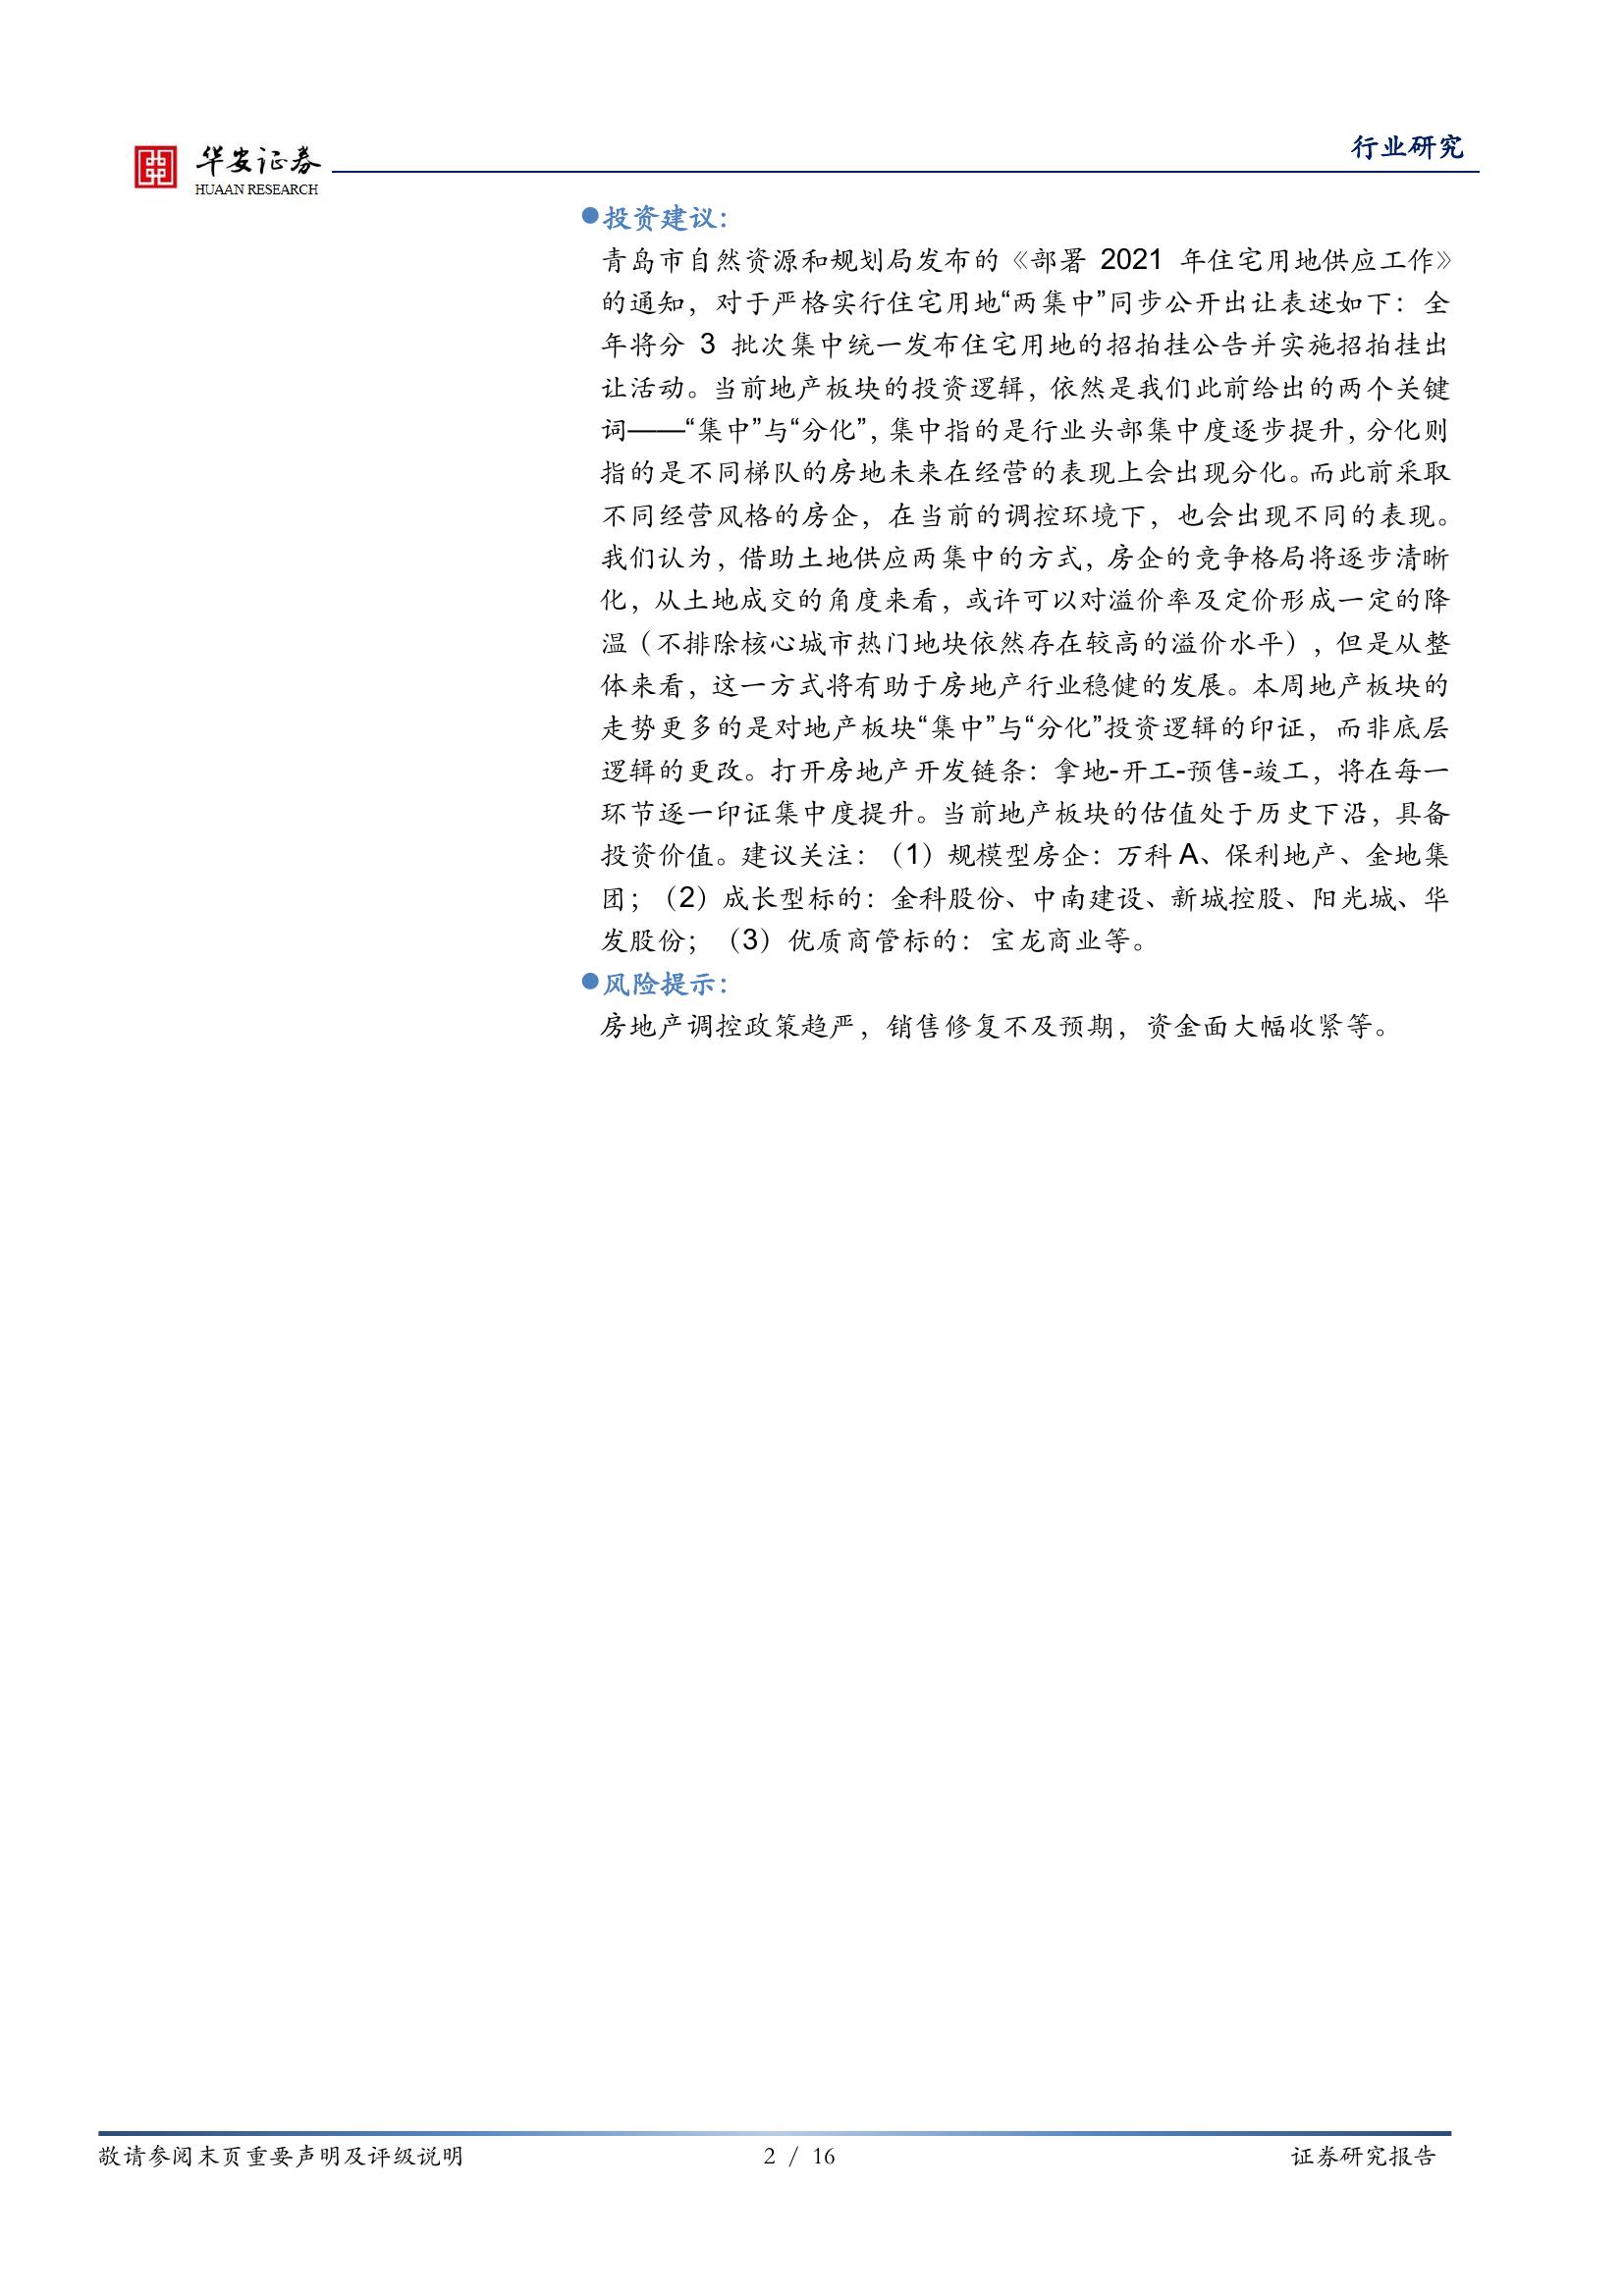 华安证券
HUAAN RESEARCH
行业研究
●投资建议：
青岛市自然资源和规划局发布的《部署 2021 年住宅用地供应工作》
的通知，对于严格实行住宅用地“两集中”同步公开出让表述如下：全
年将分 3 批次集中统一发布住宅用地的招拍挂公告并实施招拍挂出
让活动。当前地产板块的投资逻辑，依然是我们此前给出的两个关键
词——“集中”与“分化”，集中指的是行业头部集中度逐步提升，分化则
指的是不同梯队的房地未来在经营的表现上会出现分化。而此前采取
不同经营风格的房企，在当前的调控环境下，也会出现不同的表现。
我们认为，借助土地供应两集中的方式，房企的竞争格局将逐步清晰
化，从土地成交的角度来看，或许可以对溢价率及定价形成一定的降
温（不排除核心城市热门地块依然存在较高的溢价水平），但是从整
体来看，这一方式将有助于房地产行业稳健的发展。本周地产板块的
走势更多的是对地产板块“集中”与“分化”投资逻辑的印证，而非底层
逻辑的更改。打开房地产开发链条：拿地-开工-预售-竣工，将在每一
环节逐一印证集中度提升。当前地产板块的估值处于历史下沿，具备
投资价值。建议关注：（1）规模型房企：万科 A、保利地产、金地集
团；（2）成长型标的：金科股份、中南建设、新城控股、阳光城、华
发股份；（3）优质商管标的：宝龙商业等。
●风险提示：
房地产调控政策趋严，销售修复不及预期，资金面大幅收紧等。
敬请参阅末页重要声明及评级说明
2 / 16
证券研究报告